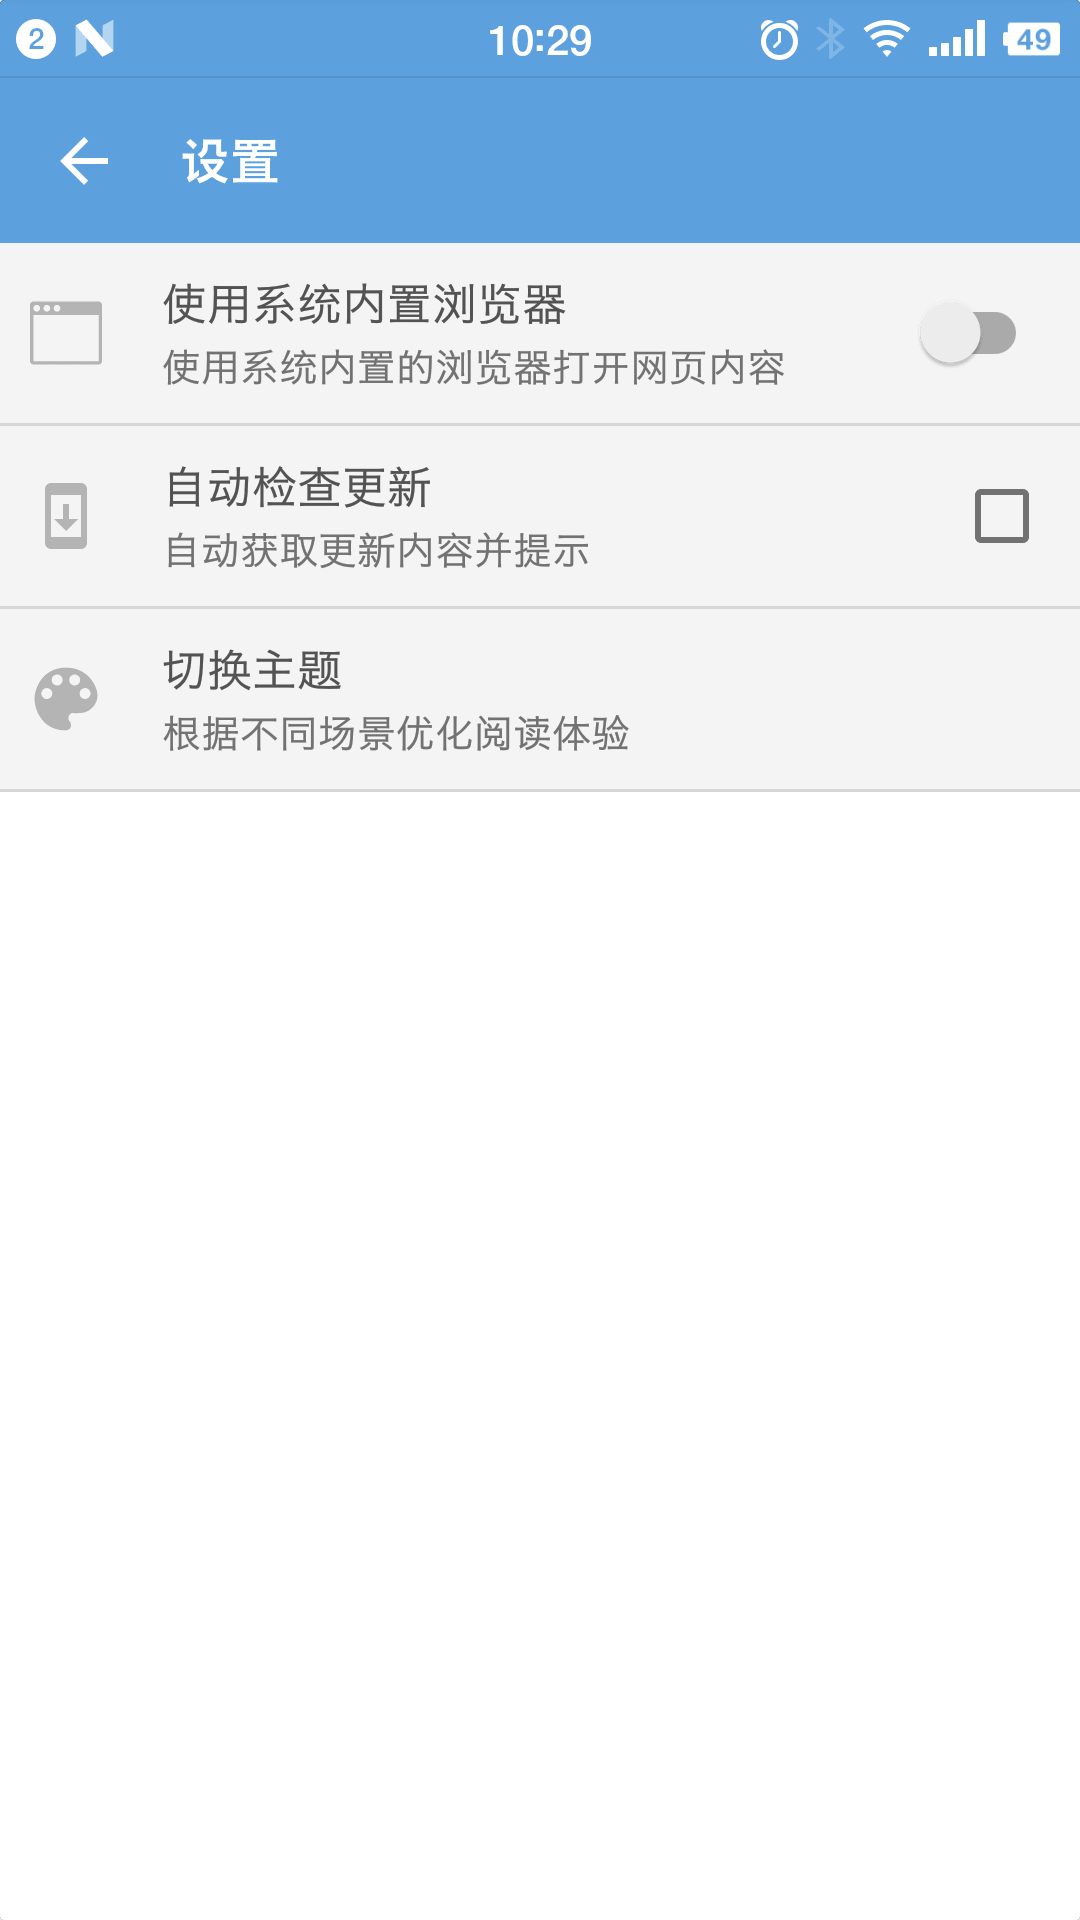 2
10:29
49
设置
使用系统内置浏览器
使用系统内置的浏览器打开网页内容
自动检查更新
自动获取更新内容并提示
切换主题
根据不同场景优化阅读体验